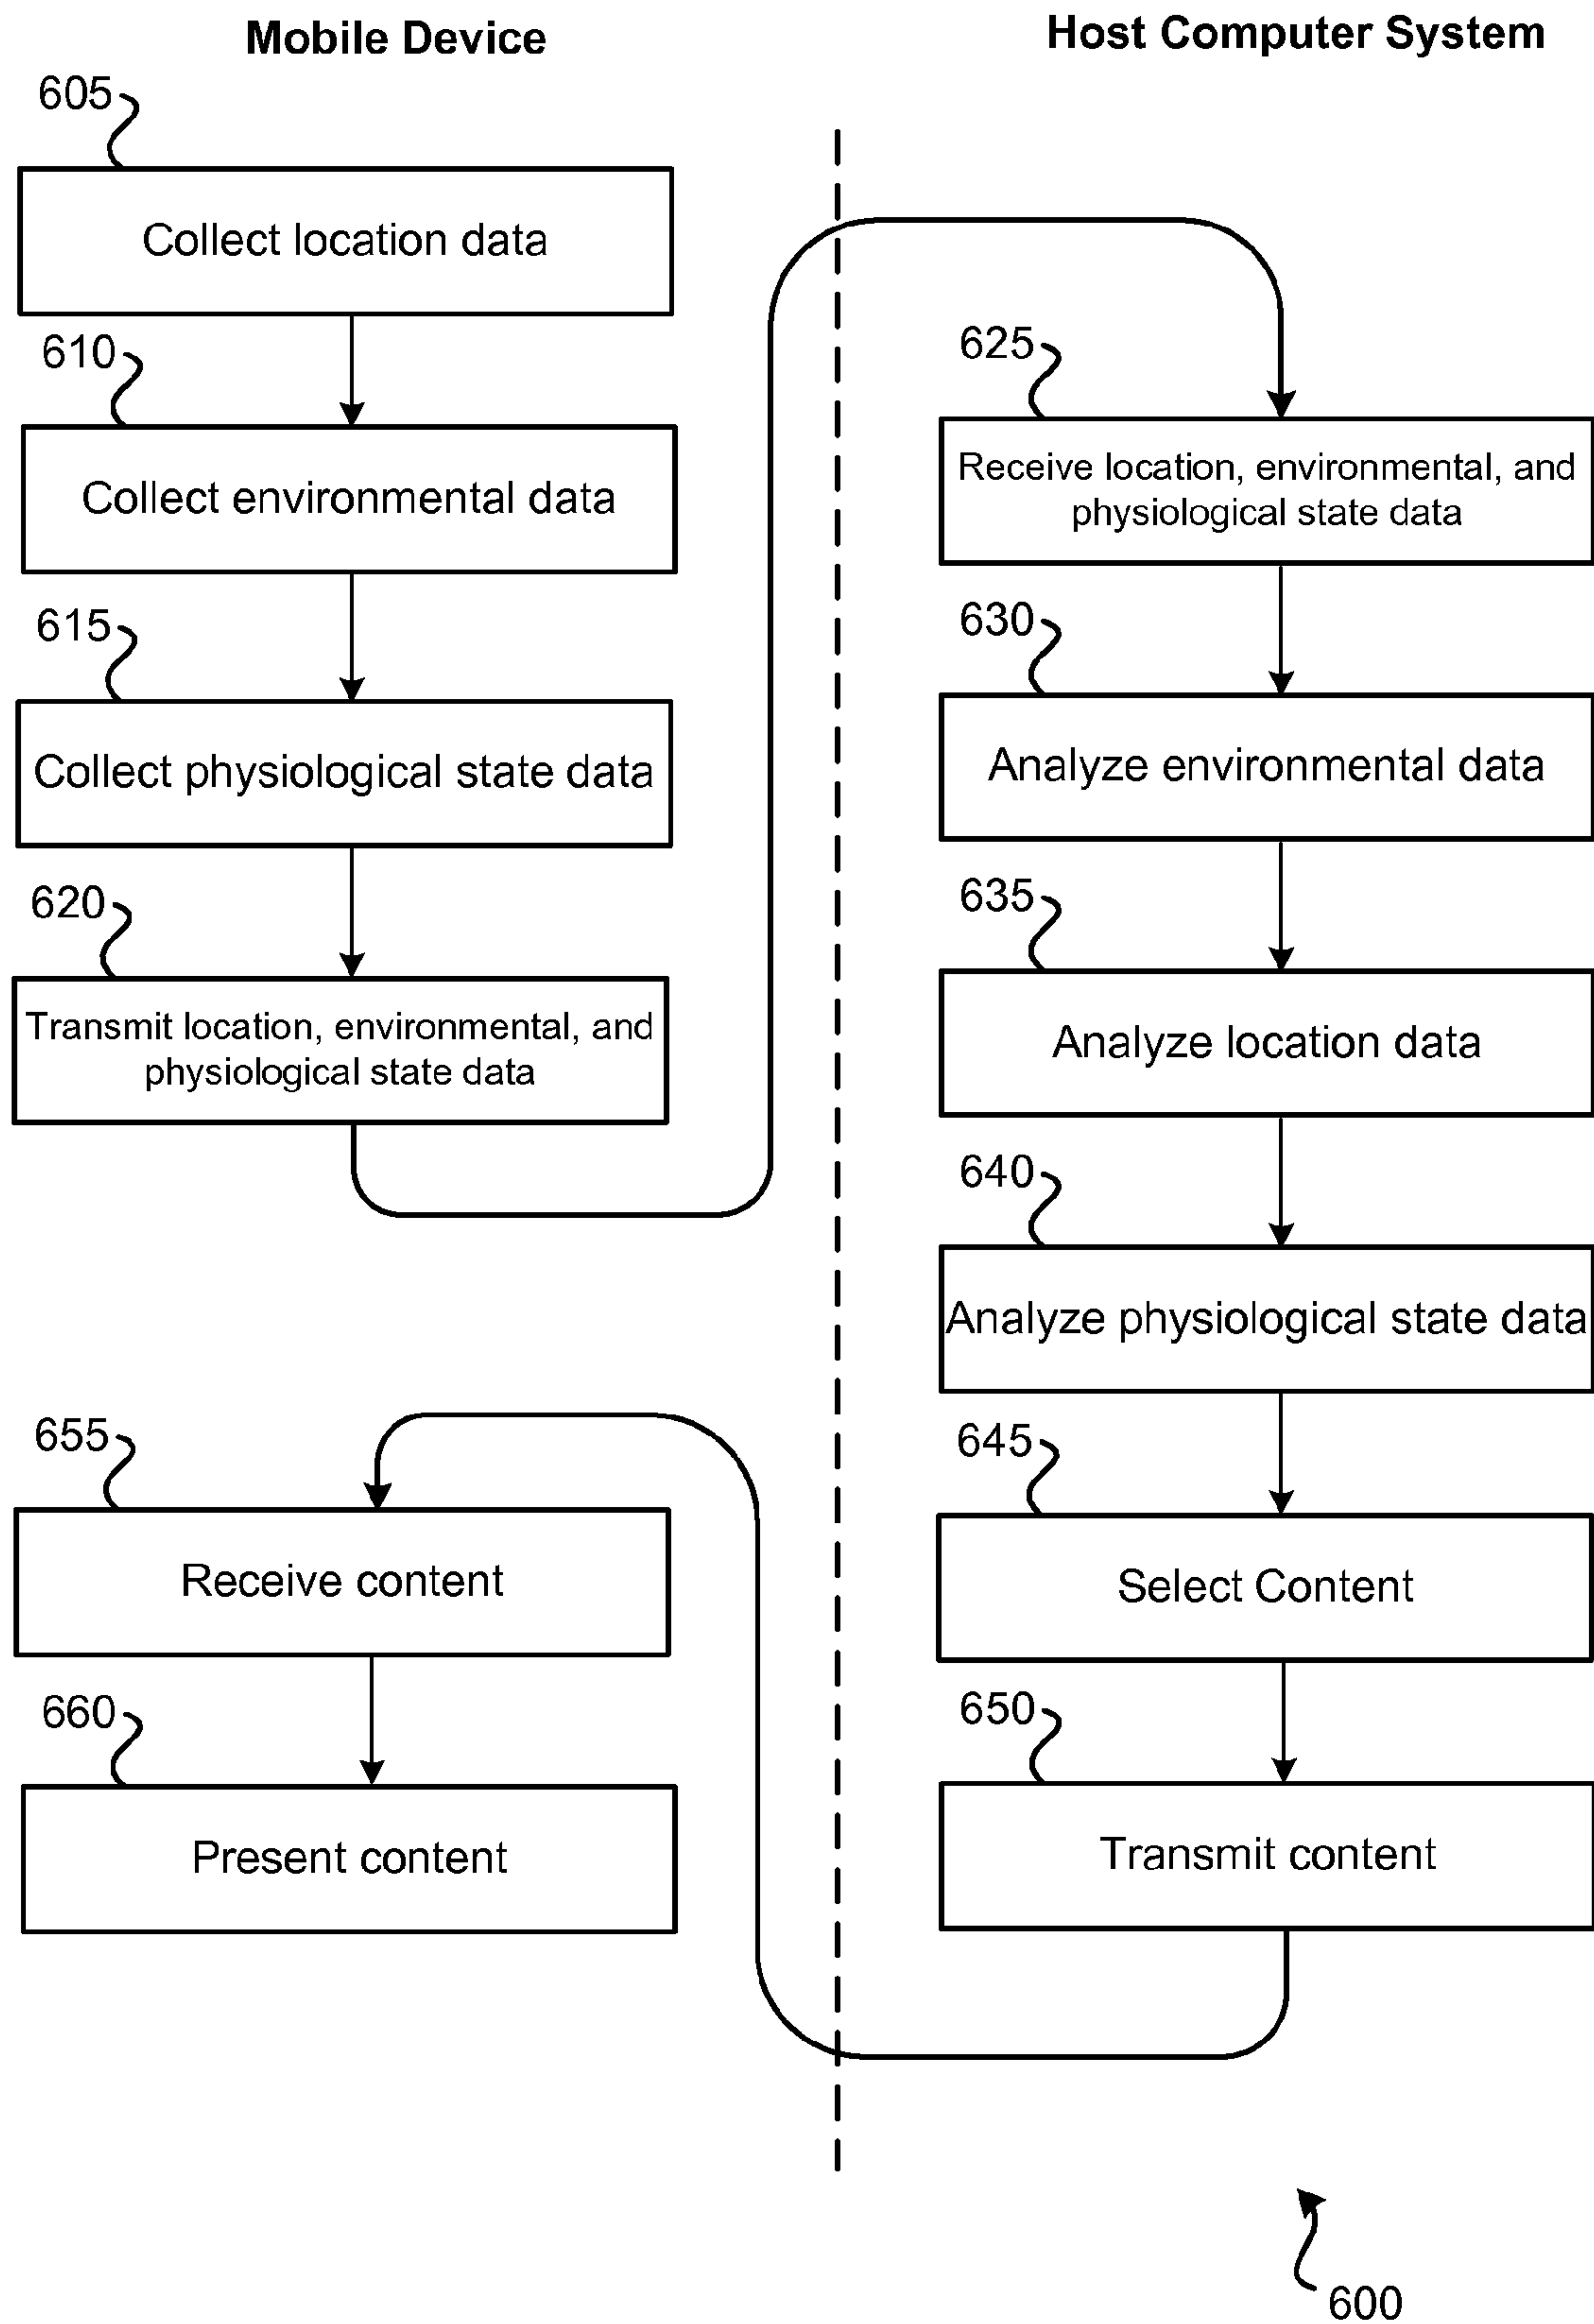 Mobile Device
605
Collect location data
610
Collect environmental data
615
Collect physiological state data
620
Transmit location, environmental, and
physiological state data
655
Receive content
660
Present content
Host Computer System
625
Receive location, environmental, and
physiological state data
630
Analyze environmental data
635
Analyze location data
640
Analyze physiological state data
645
Select Content
650
Transmit content
600